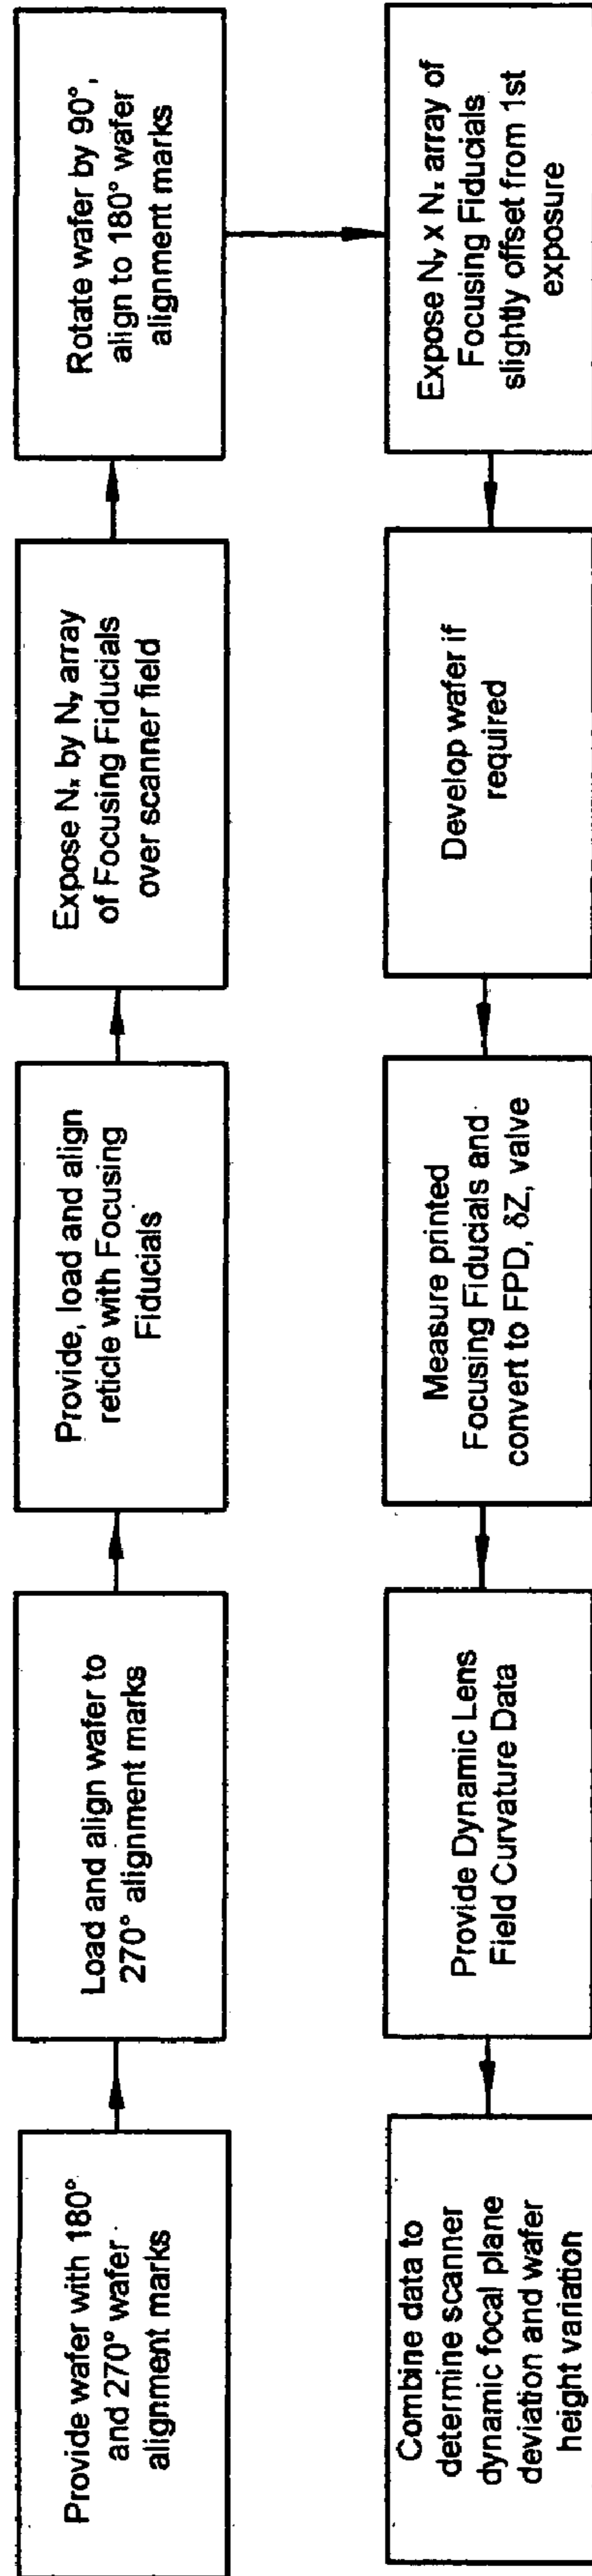 Provide wafer with 180°
and 270° wafer
alignment marks
Load and align wafer to
270° alignment marks
Provide, load and align
reticle with Focusing
Fiducials
Expose Nₓ by Nᵧ array
of Focusing Fiducials
over scanner field
Rotate wafer by 90°,
align to 180° wafer
alignment marks
Expose Nᵧ x Nₓ array of
Focusing Fiducials
slightly offset from 1st
exposure
Develop wafer if
required
Measure printed
Focusing Fiducials and
convert to FPD, δZ, valve
Provide Dynamic Lens
Field Curvature Data
Combine data to
determine scanner
dynamic focal plane
deviation and wafer
height variation